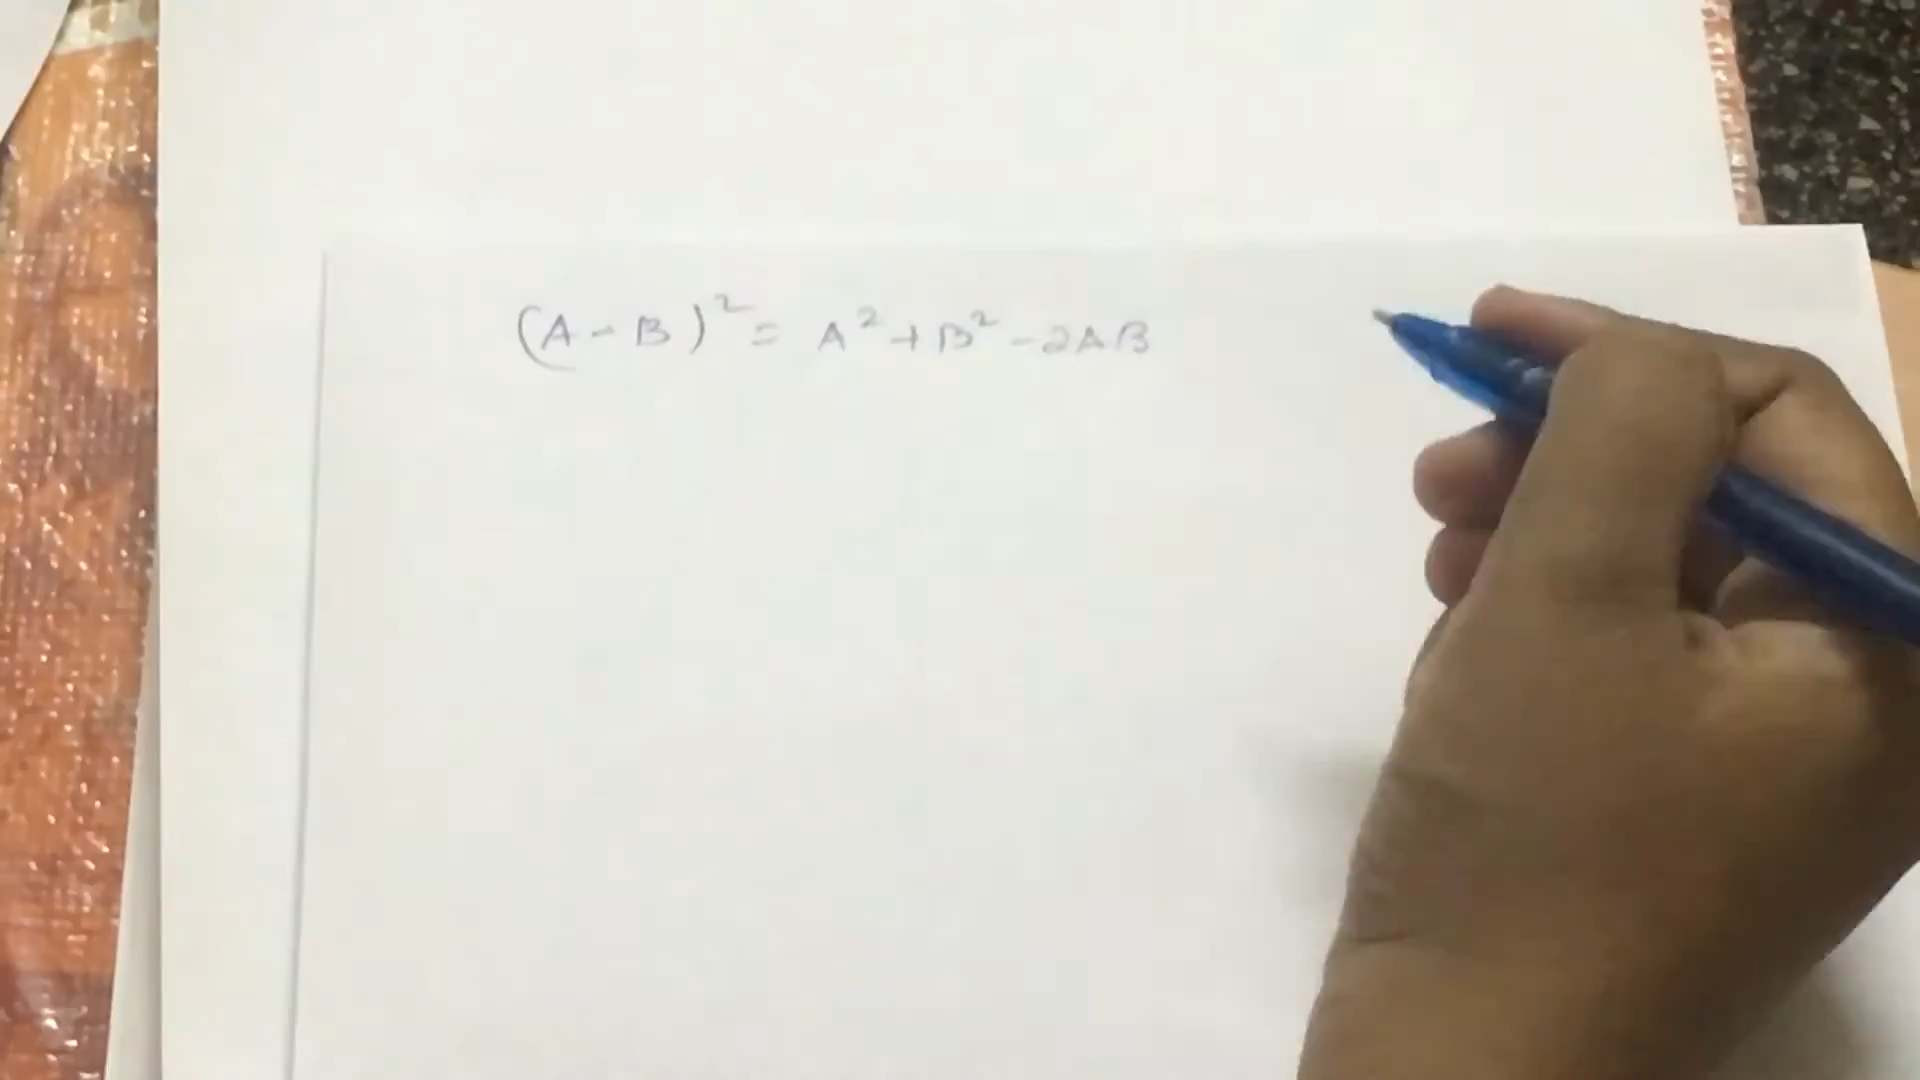 (A - B)² = A² + B² - 2AB